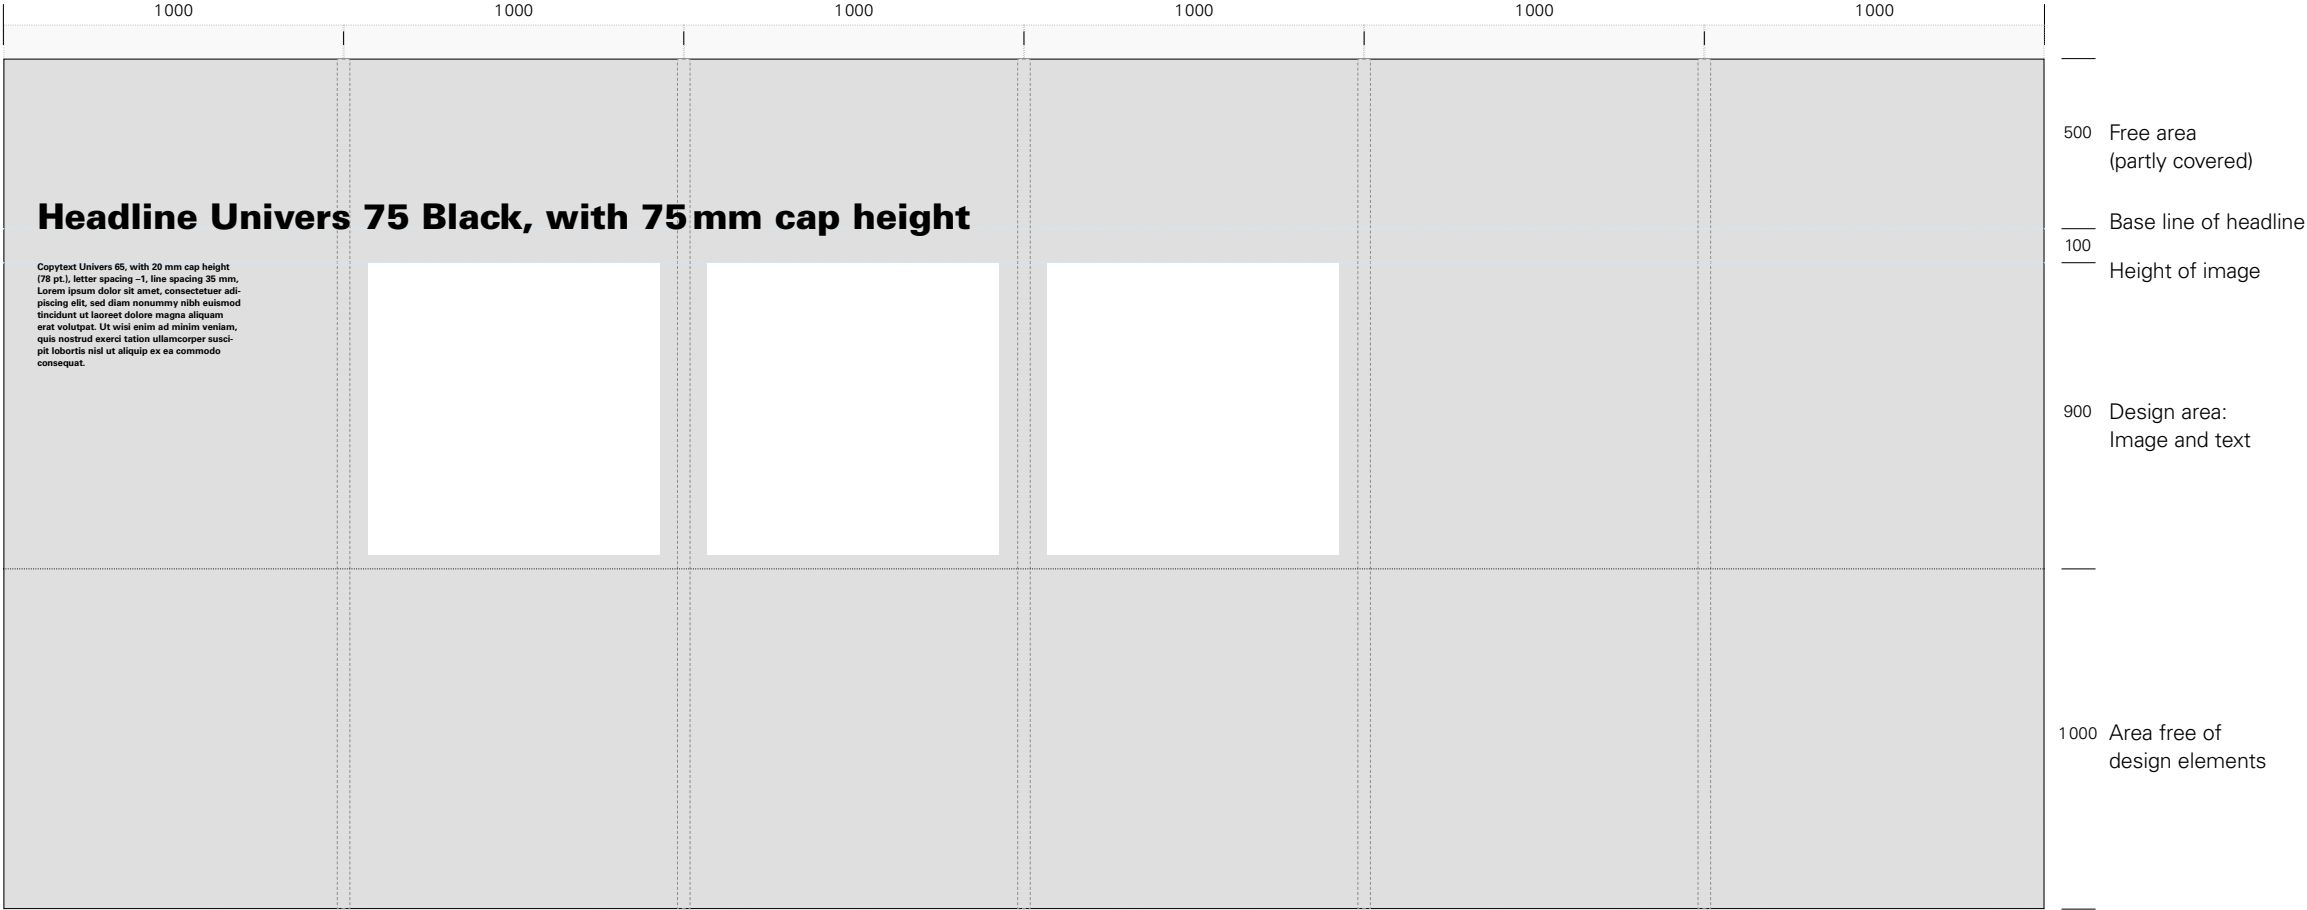 1000 1000 1000 1000 1000 1000
500 Free area
(partly covered)
Headline Univers 75 Black, with 75 mm cap height
Base line of headline
100
Height of image
Copytext Univers 65, with 20 mm cap height
(78 pt.), letter spacing –1, line spacing 35 mm,
Lorem ipsum dolor sit amet, consectetuer adi-
piscing elit, sed diam nonummy nibh euismod
tincidunt ut laoreet dolore magna aliquam
erat volutpat. Ut wisi enim ad minim veniam,
quis nostrud exerci tation ullamcorper susci-
pit lobortis nisl ut aliquip ex ea commodo
consequat.
900 Design area:
Image and text
1000 Area free of
design elements